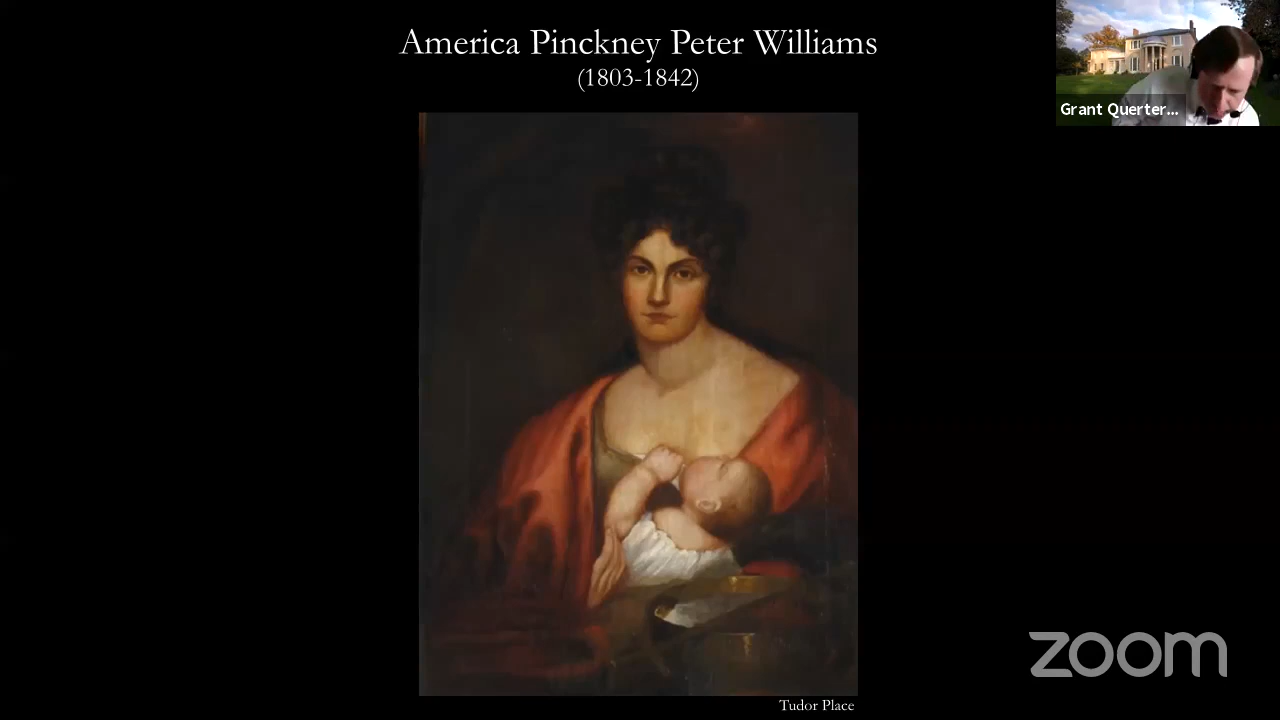 America Pinckney Peter Williams
(1803-1842)
Grant Querter...
zoom
Tudor Place